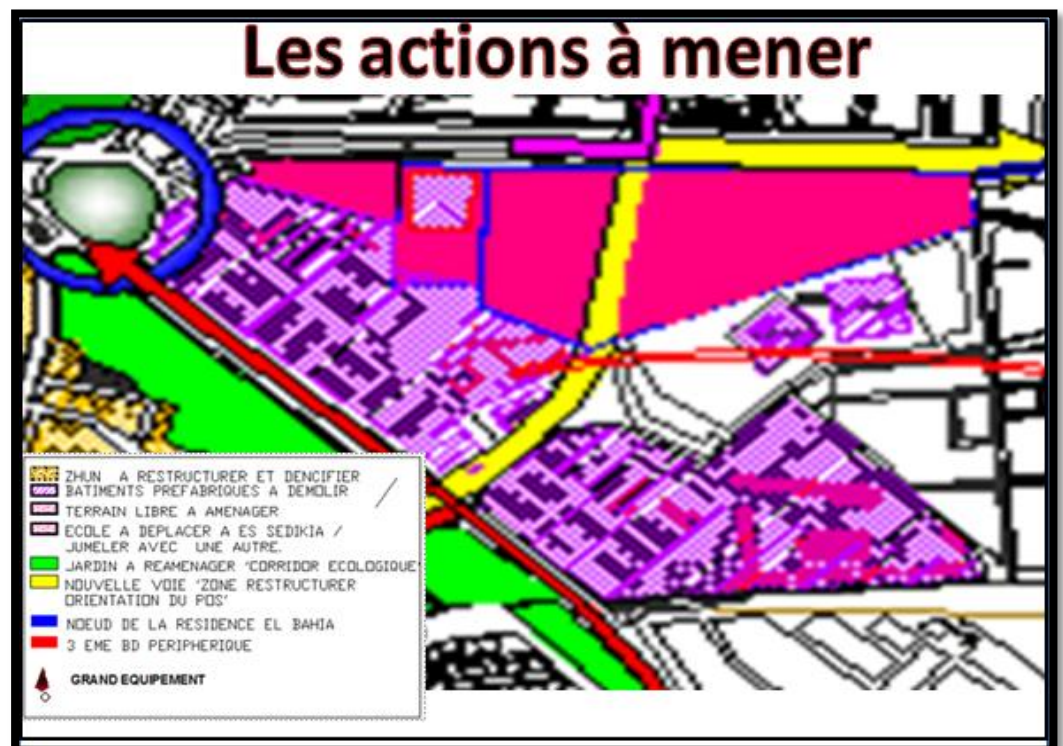 Les actions à mener
ZHUN A RESTRUCTURER ET DENCIFIER
BATIMENTS PREFABRIQUES A DEMOLIR
TERRAIN LIBRE A AMENAGER
ECOLE A DEPLACER A ES SEDIKIA /
JUMELER AVEC UNE AUTRE.
JARDIN A REAMENAGER 'CORRIDOR ECOLOGIQUE'
NOUVELLE VOIE 'ZONE RESTRUCTURER
ORIENTATION DU POS'
NOEUD DE LA RESIDENCE EL BAHIA
3 EME BD PERIPHERIQUE
GRAND EQUIPEMENT